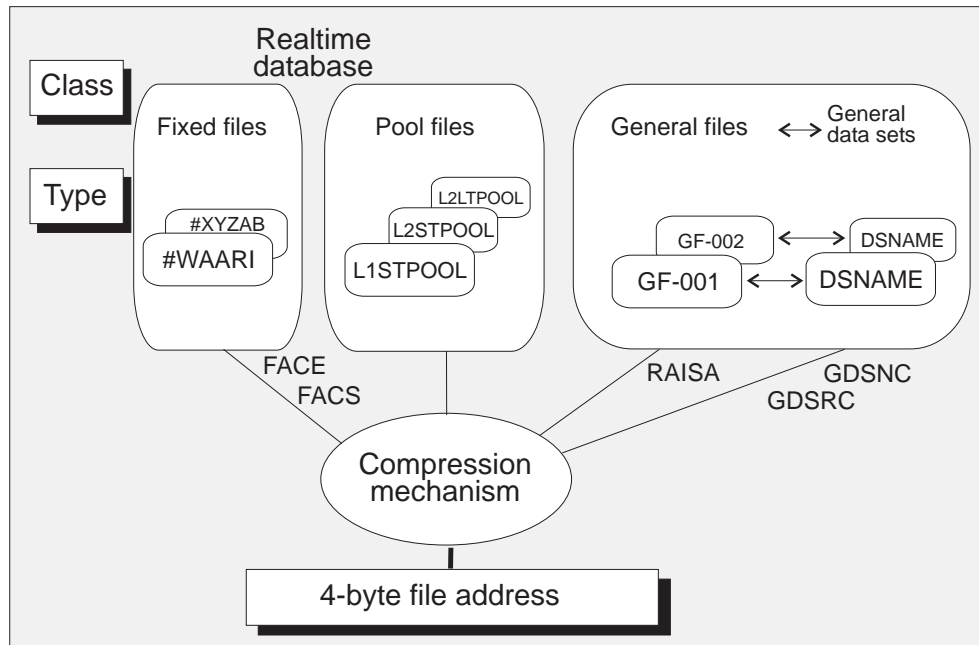 Realtime
database
Class
Fixed files
Pool files
General files
General
data sets
Type
#XYZAB
#WAARI
L2LTPOOL
L2STPOOL
L1STPOOL
GF-002
DSNAME
GF-001
DSNAME
FACE
FACS
RAISA
GDSNC
GDSRC
Compression
mechanism
4-byte file address